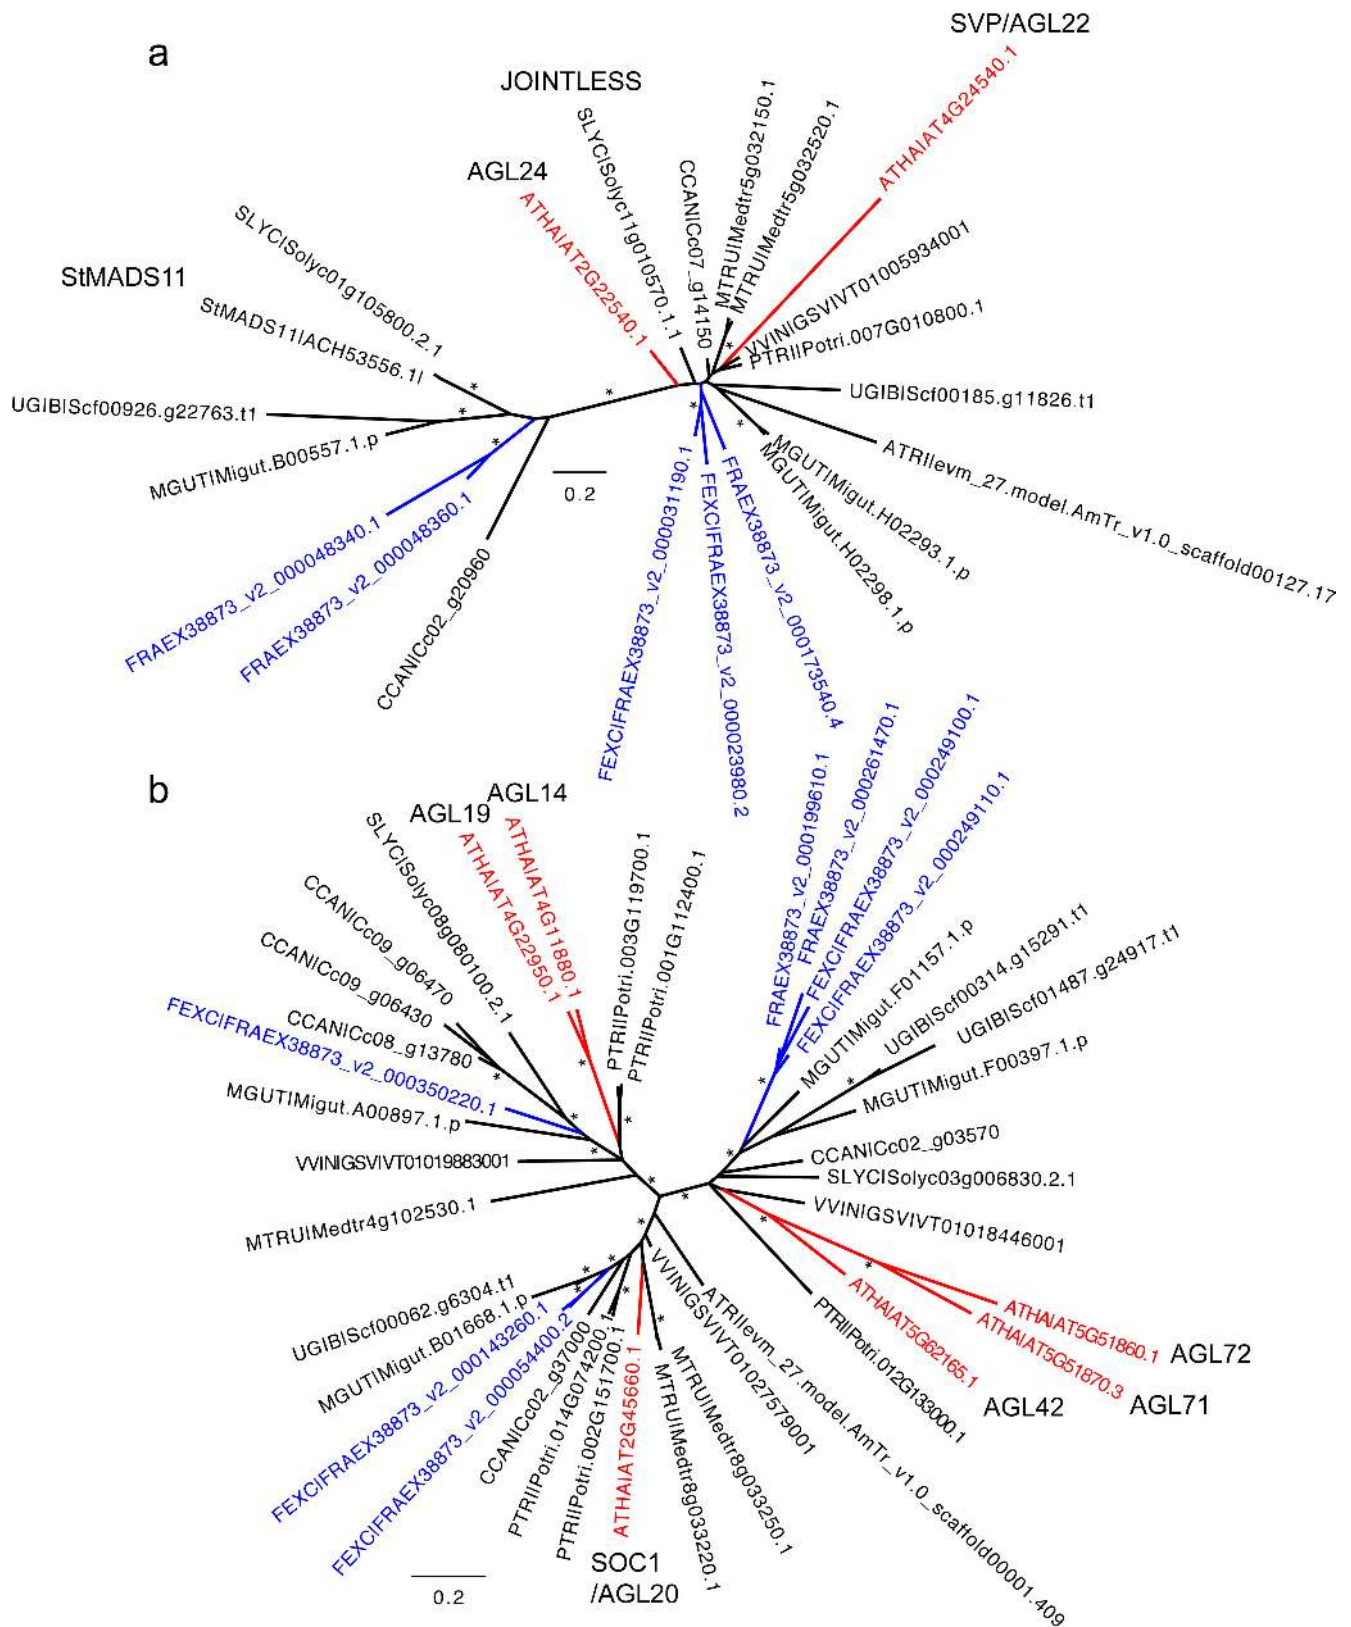 a
SVP/AGL22
ATHA|AT4G24540.1
JOINTLESS
SLYC|Solyc11g010570.1.1
CCAN|Cc07_g14150
MTRU|Medtr5g032150.1
MTRU|Medtr5g032520.1
AGL24
ATHA|AT2G22540.1
SLYC|Solyc01g105800.2.1
StMADS11
StMADS11|ACH53556.1|
VVIN|GSVIVT01005934001
PTRI|Potri.007G010800.1
UGIB|Scf00926.g22763.t1
UGIB|Scf00185.g11826.t1
MGUT|Migut.B00557.1.p
0.2
ATRI|evm_27.model.AmTr_v1.0_scaffold00127.17
MGUT|Migut.H02293.1.p
MGUT|Migut.H02298.1.p
FRAEX38873_v2_000048340.1
FRAEX38873_v2_000048360.1
CCAN|Cc02_g20960
FEXC|FRAEX38873_v2_000031190.1
FEXC|FRAEX38873_v2_000023980.2
FRAEX38873_v2_000173540.4
b
AGL14
AGL19
ATHA|AT4G11880.1
ATHA|AT4G22950.1
SLYC|Solyc08g080100.2.1
CCAN|Cc09_g06470
CCAN|Cc09_g06430
CCAN|Cc08_g13780
FEXC|FRAEX38873_v2_000350220.1
MGUT|Migut.A00897.1.p
VVIN|GSVIVT01019883001
MTRU|Medtr4g102530.1
PTRI|Potri.003G119700.1
PTRI|Potri.001G112400.1
FRAEX38873_v2_000199610.1
FRAEX38873_v2_000261470.1
FEXC|FRAEX38873_v2_000249100.1
FEXC|FRAEX38873_v2_000249110.1
MGUT|Migut.F01157.1.p
UGIB|Scf00314.g15291.t1
UGIB|Scf01487.g24917.t1
MGUT|Migut.F00397.1.p
CCAN|Cc02_g03570
SLYC|Solyc03g006830.2.1
VVIN|GSVIVT01018446001
ATHA|AT5G51860.1
AGL72
ATHA|AT5G51870.3
AGL71
ATHA|AT5G62165.1
AGL42
PTRI|Potri.012G133000.1
ATRI|evm_27.model.AmTr_v1.0_scaffold00001.409
VVIN|GSVIVT01027579001
MTRU|Medtr8g033250.1
MTRU|Medtr8g033220.1
ATHA|AT2G45660.1
SOC1
/AGL20
PTRI|Potri.002G151700.1
PTRI|Potri.014G074200.1
CCAN|Cc02_g37000
FEXC|FRAEX38873_v2_000054400.2
FEXC|FRAEX38873_v2_000143260.1
MGUT|Migut.B01668.1.p
UGIB|Scf00062.g6304.t1
0.2